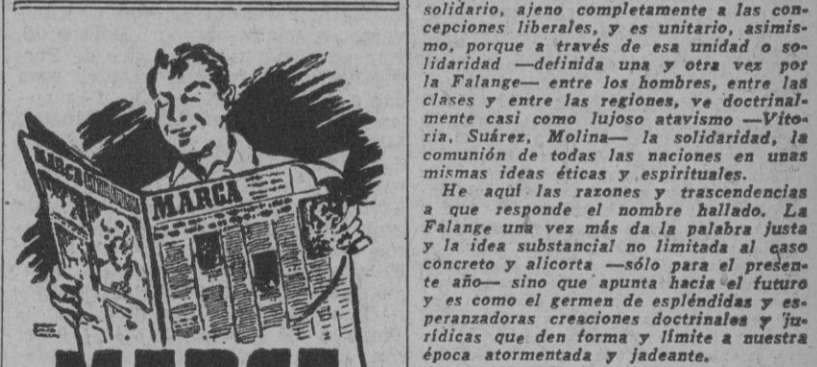 MARCA
MARCA
MARCA
solidario, ajeno completamente a las con-
cepciones liberales, y es unitario, asimis-
mo, porque a través de esa unidad o so-
lidaridad —definida una y otra vez por
la Falange— entre los hombres, entre las
clases y entre las regiones, ve doctrinal-
mente casi como lujoso atavismo —Vito-
ria, Suárez, Molina— la solidaridad, la
comunión de todas las naciones en unas
mismas ideas éticas y espirituales.
He aquí las razones y trascendencias
a que responde el nombre hallado. La
Falange una vez más da la palabra justa
y la idea substancial no limitada al caso
concreto y alicorta —sólo para el presen-
te año— sino que apunta hacia el futuro
y es como el germen de espléndidas y es-
peranzadoras creaciones doctrinales y ju-
rídicas que den forma y límite a nuestra
época atormentada y jadeante.